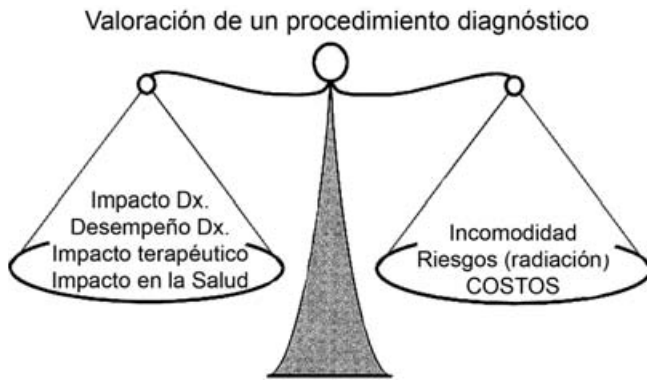 Valoración de un procedimiento diagnóstico
Impacto Dx.
Desempeño Dx.
Impacto terapéutico
Impacto en la Salud
Incomodidad
Riesgos (radiación)
COSTOS